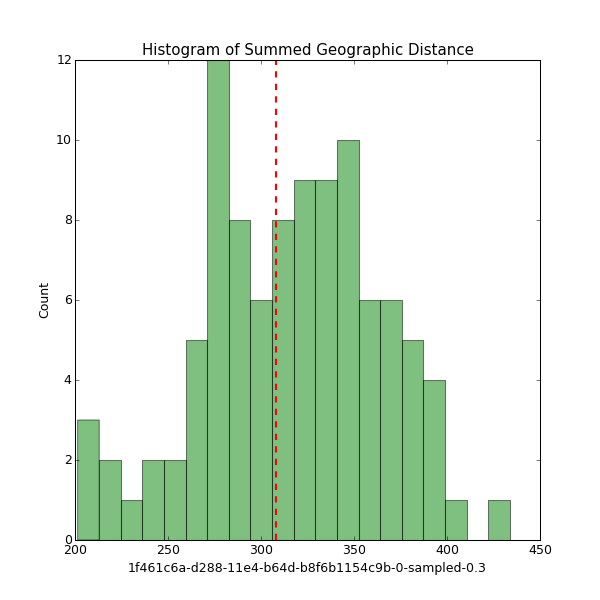 Histogram of Summed Geographic Distance
12
10
8
6
4
2
0
Count
200 250 300 350 400 450
1f461c6a-d288-11e4-b64d-b8f6b1154c9b-0-sampled-0.3